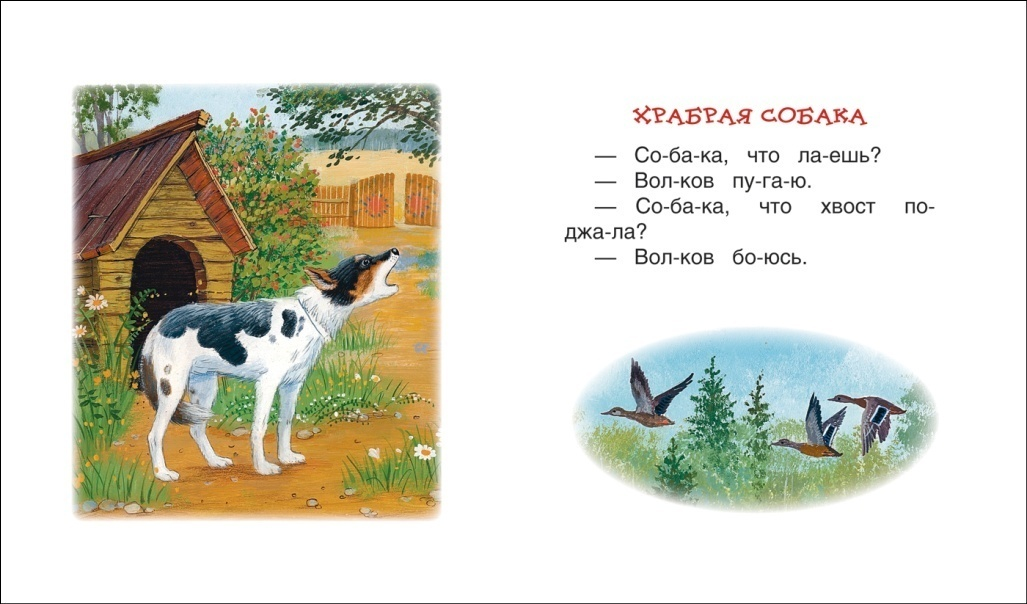 ХРАБРАЯ СОБАКА
— Со-ба-ка, что ла-ешь?
— Вол-ков пу-га-ю.
— Со-ба-ка, что хвост по-
джа-ла?
— Вол-ков бо-юсь.